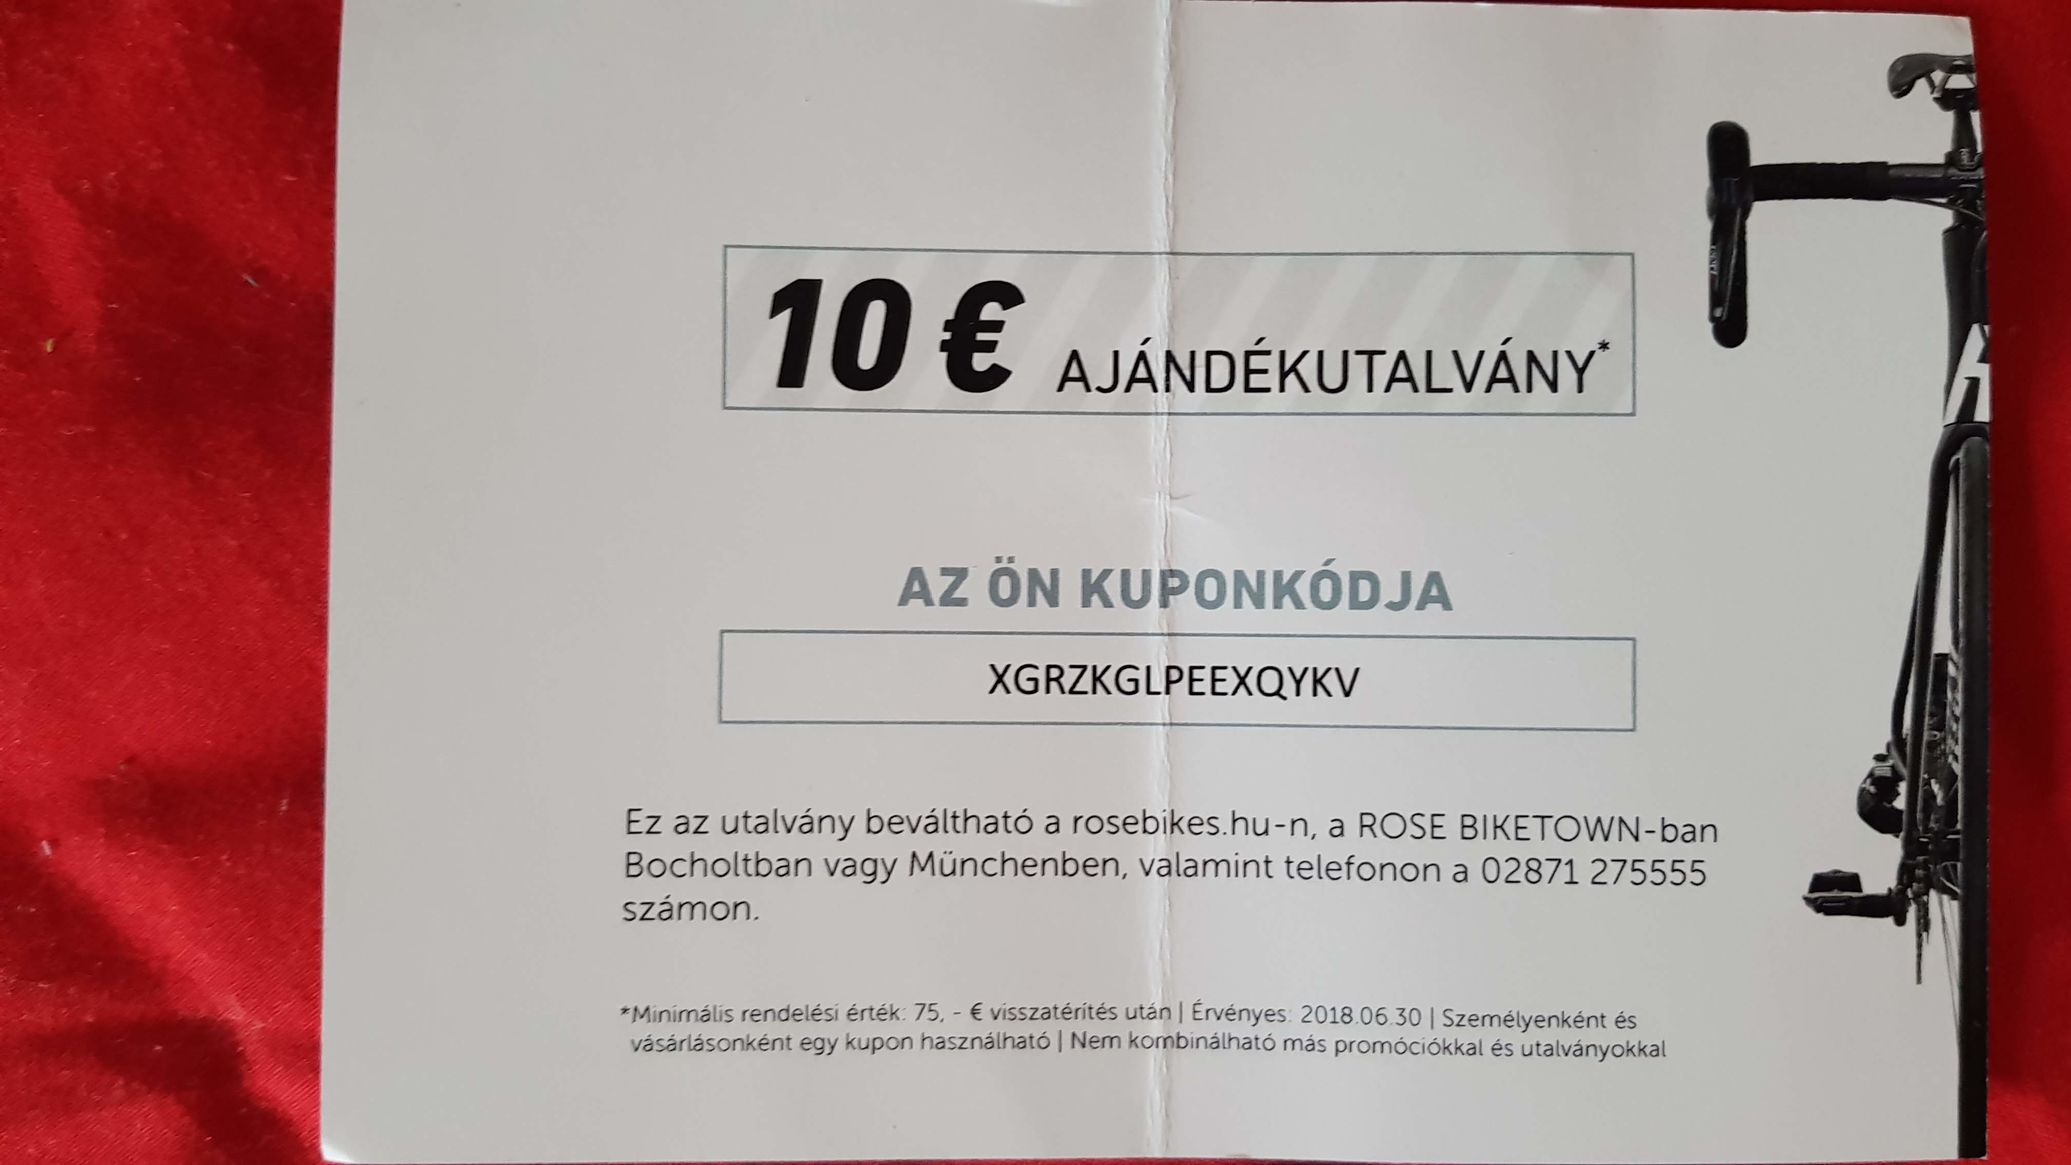 10 € AJÁNDÉKUTALVÁNY*
AZ ÖN KUPONKÓDJA
XGRZKGLPEEXQYKV
Ez az utalvány beváltható a rosebikes.hu-n, a ROSE BIKETOWN-ban
Bocholtban vagy Münchenben, valamint telefonon a 02871 275555
számon.
*Minimális rendelési érték: 75, - € visszatérítés után | Érvényes: 2018.06.30 | Személyenként és
vásárlásonként egy kupon használható | Nem kombinálható más promóciókkal és utalványokkal